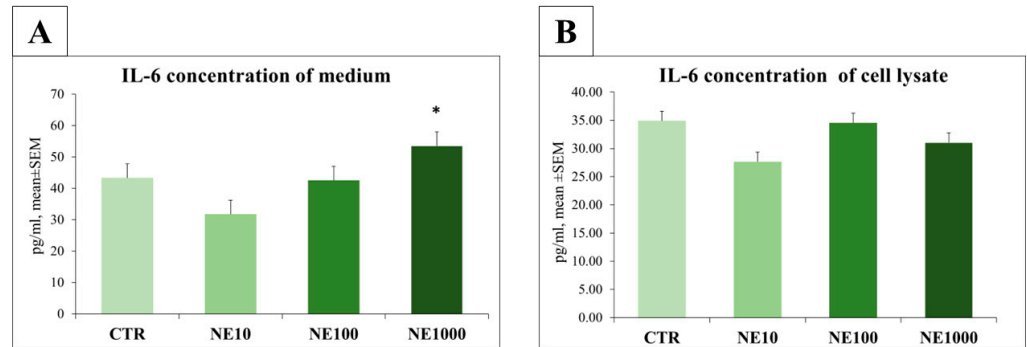 A
IL-6 concentration of medium
pg/ml, mean±SEM
70
60
50
40
30
20
10
0
*
CTR NE10 NE100 NE1000
B
IL-6 concentration of cell lysate
pg/ml, mean ±SEM
40.00
35.00
30.00
25.00
20.00
15.00
10.00
5.00
0.00
CTR NE10 NE100 NE1000